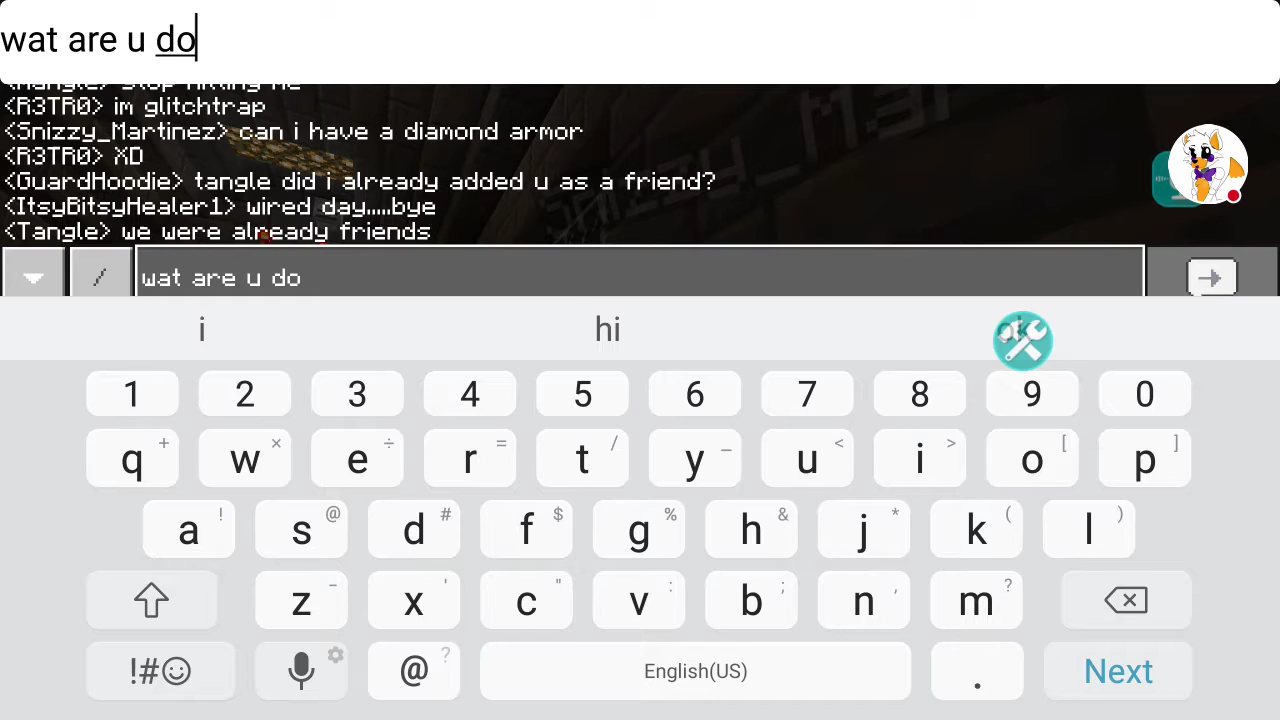 wat are u do
<R3TR0> im glitchtrap
<Snizzy_Martinez> can i have a diamond armor
<R3TR0> XD
<GuardHoodie> tangle did i already added u as a friend?
<ItsyBitsyHealer1> wired day.....bye
<Tangle> we were already friends
/ wat are u do
i hi ok
1 2 3 4 5 6 7 8 9 0
q + w × e ÷ r = t / y _ u < i > o [ p ]
a ! s @ d # f $ g % h & j * k ( l )
z - x ' c " v : b ; n , m ?
!#☺ @ ? English(US) . Next